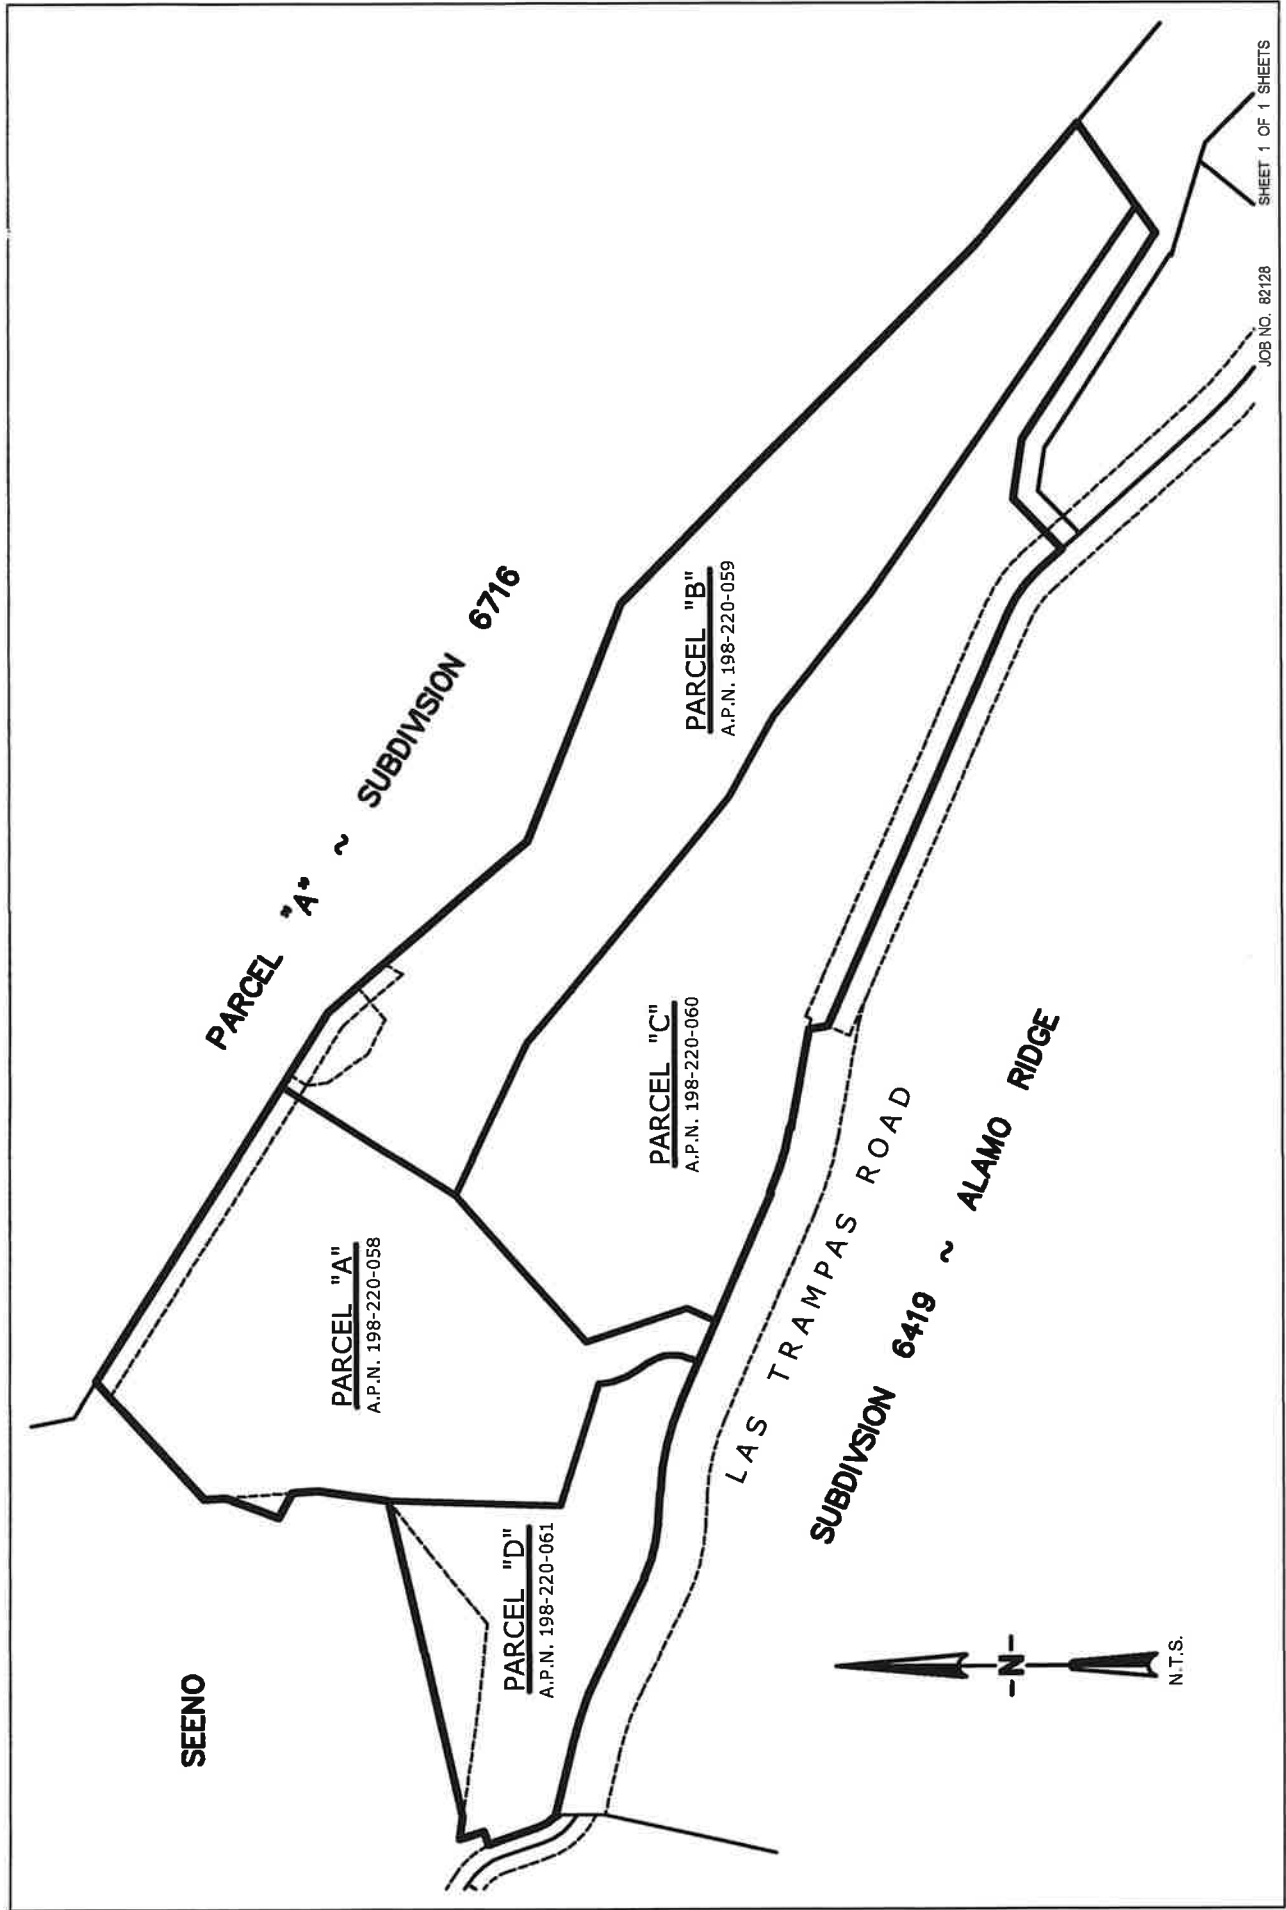 SEENO
PARCEL "A" ~ SUBDIVISION 6716
PARCEL "A"
A.P.N. 198-220-058
PARCEL "B"
A.P.N. 198-220-059
PARCEL "C"
A.P.N. 198-220-060
PARCEL "D"
A.P.N. 198-220-061
LAS TRAMPAS ROAD
SUBDIVSION 6419 ~ ALAMO RIDGE
-N-
N.T.S.
JOB NO. 82128
SHEET 1 OF 1 SHEETS